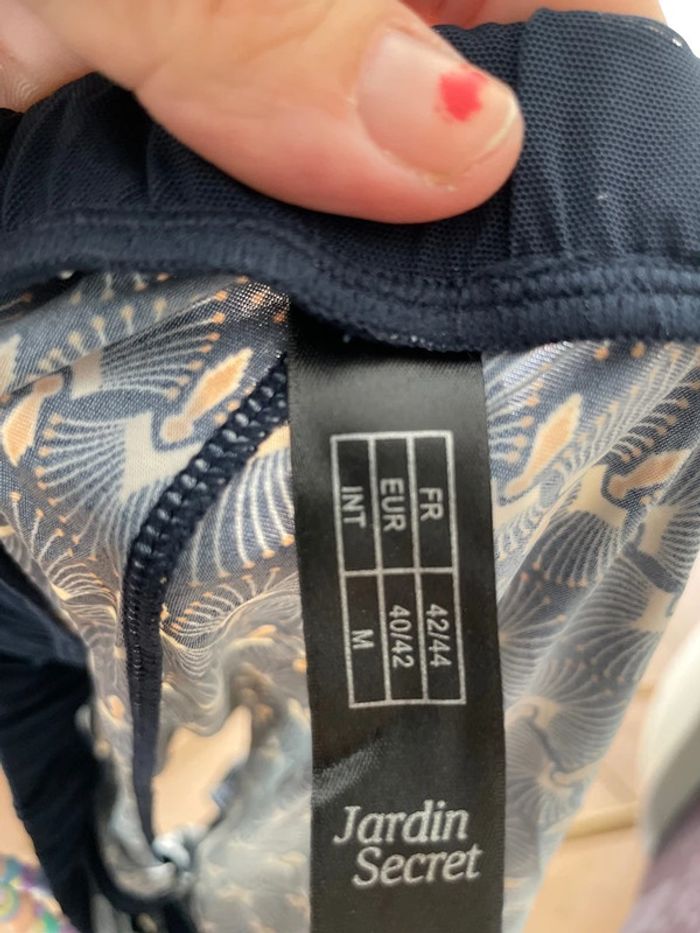 FR 42/44
EUR 40/42
INT M
Jardin
Secret